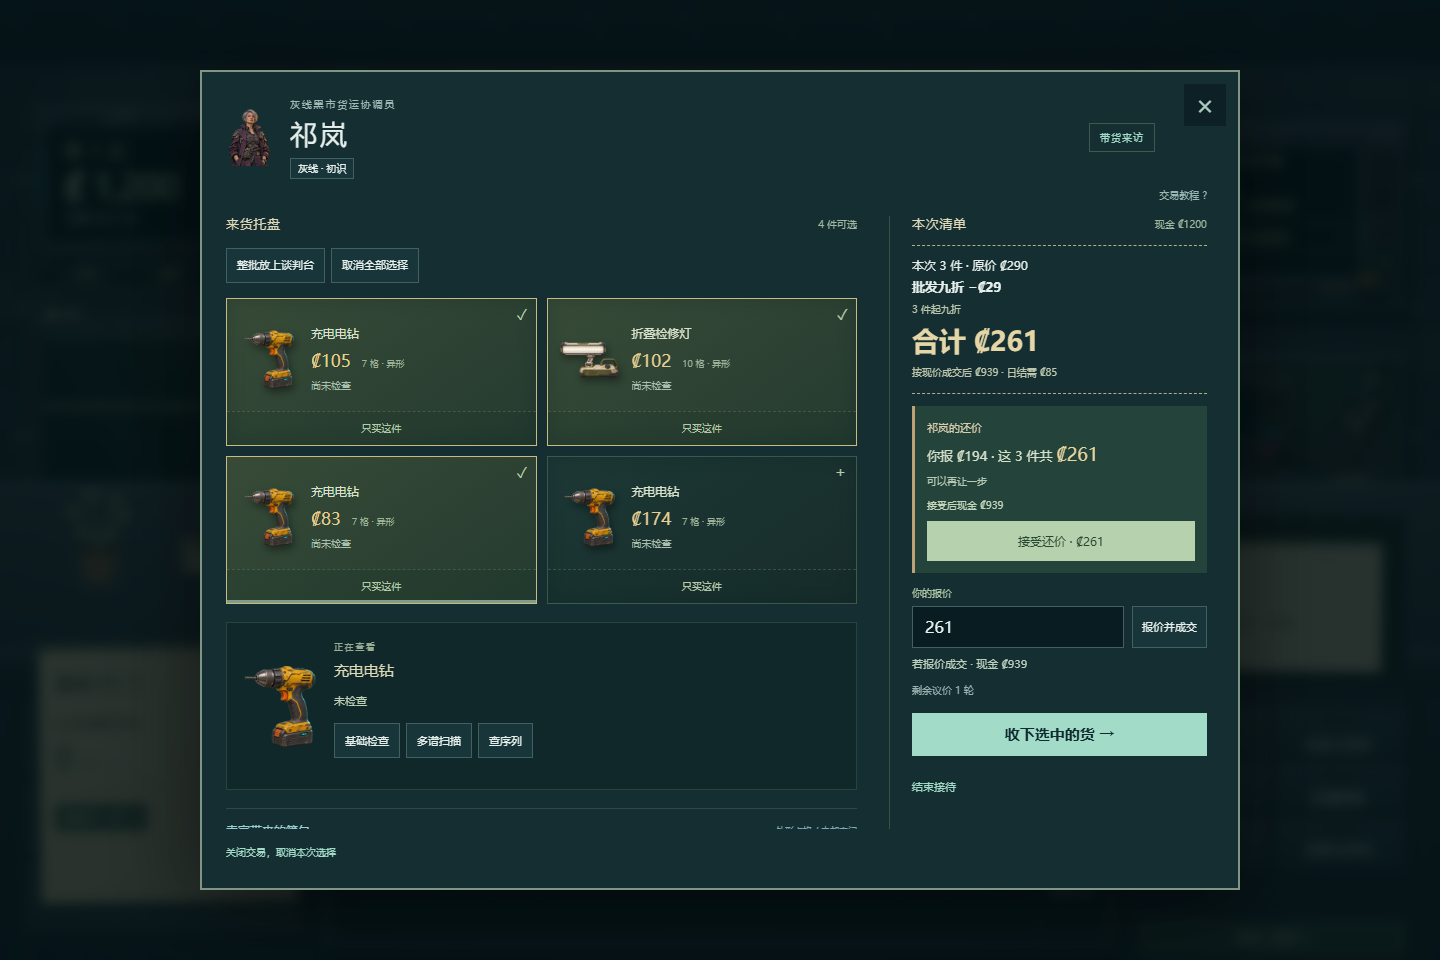 灰线黑市货运协调员
祁岚
灰线 · 初识
带货来访
×
交易教程 ?
来货托盘
4 件可选
整批放上谈判台
取消全部选择
✓
充电电钻
₡105 7 格 · 异形
尚未检查
只买这件
✓
折叠检修灯
₡102 10 格 · 异形
尚未检查
只买这件
✓
充电电钻
₡83 7 格 · 异形
尚未检查
只买这件
+
充电电钻
₡174 7 格 · 异形
尚未检查
只买这件
正在查看
充电电钻
未检查
基础检查
多谱扫描
查序列
关闭交易，取消本次选择
本次清单
现金 ₡1200
本次 3 件 · 原价 ₡290
批发九折 −₡29
3 件起九折
合计 ₡261
按现价成交后 ₡939 · 日结需 ₡85
祁岚的还价
你报 ₡194 · 这 3 件共 ₡261
可以再让一步
接受后现金 ₡939
接受还价 · ₡261
你的报价
261
报价并成交
若报价成交 · 现金 ₡939
剩余议价 1 轮
收下选中的货 →
结束接待